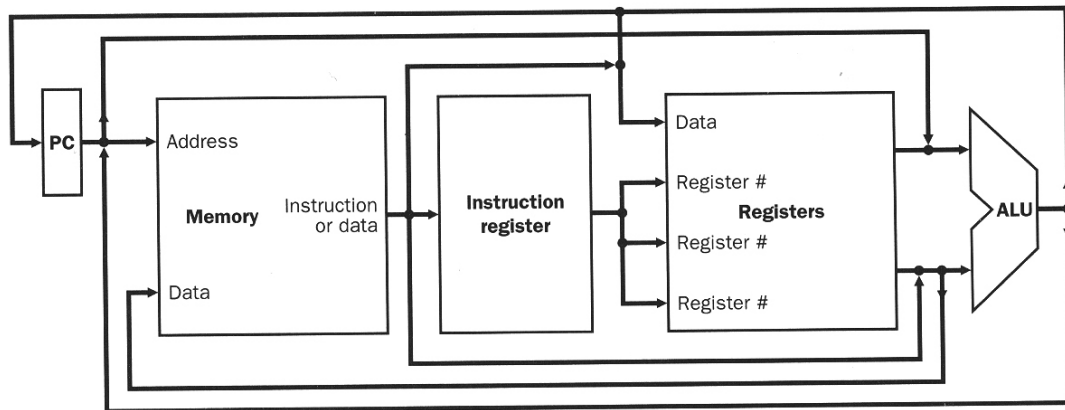 PC
Address
Memory
Instruction
or data
Data
Instruction
register
Data
Register #
Registers
Register #
Register #
ALU